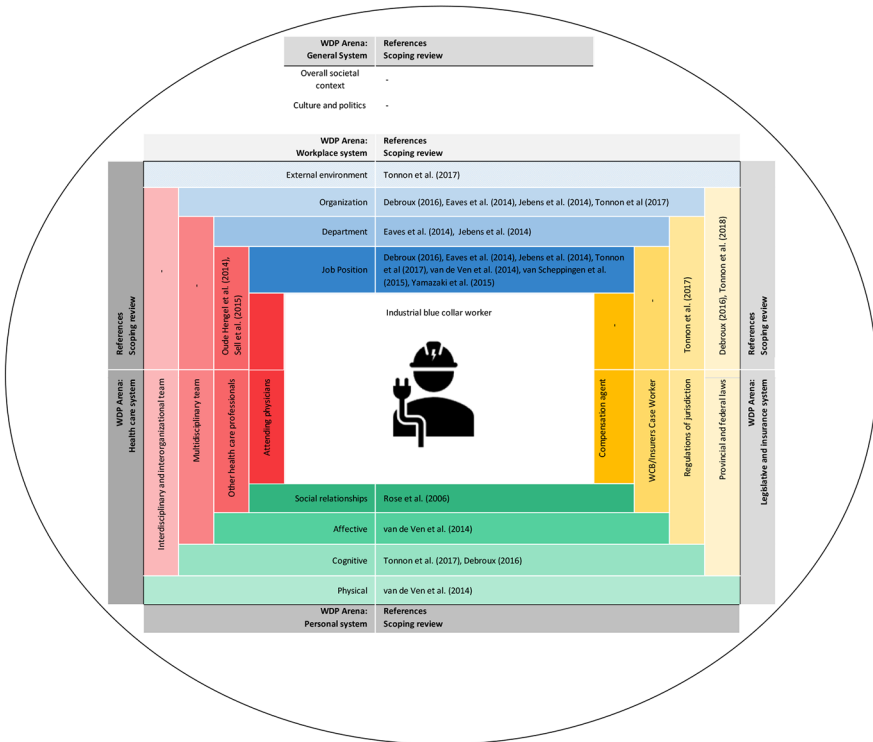 WDP Arena:
General System
References
Scoping review
Overall societal
context
-
Culture and politics
-
WDP Arena:
Workplace system
References
Scoping review
External environment
Tonnon et al. (2017)
Organization
Debroux (2016), Eaves et al. (2014), Jebens et al. (2014), Tonnon et al (2017)
Department
Eaves et al. (2014), Jebens et al. (2014)
Job Position
Debroux (2016), Eaves et al. (2014), Jebens et al. (2014), Tonnon
et al (2017), van de Ven et al. (2014), van Scheppingen et al.
(2015), Yamazaki et al. (2015)
References
Scoping review
WDP Arena:
Health care system
-
Interdisciplinary and interorganizational team
-
Multidisciplinary team
Oude Hengel et al. (2014),
Sell et al. (2015)
Other health care professionals
Attending physicians
Industrial blue collar worker
-
Compensation agent
-
WCB/Insurers Case Worker
Tonnon et al. (2017)
Regulations of jurisdiction
Debroux (2016), Tonnon et al. (2018)
Provincial and federal laws
References
Scoping review
WDP Arena:
Legislative and insurance system
Social relationships
Rose et al. (2006)
Affective
van de Ven et al. (2014)
Cognitive
Tonnon et al. (2017), Debroux (2016)
Physical
van de Ven et al. (2014)
WDP Arena:
Personal system
References
Scoping review